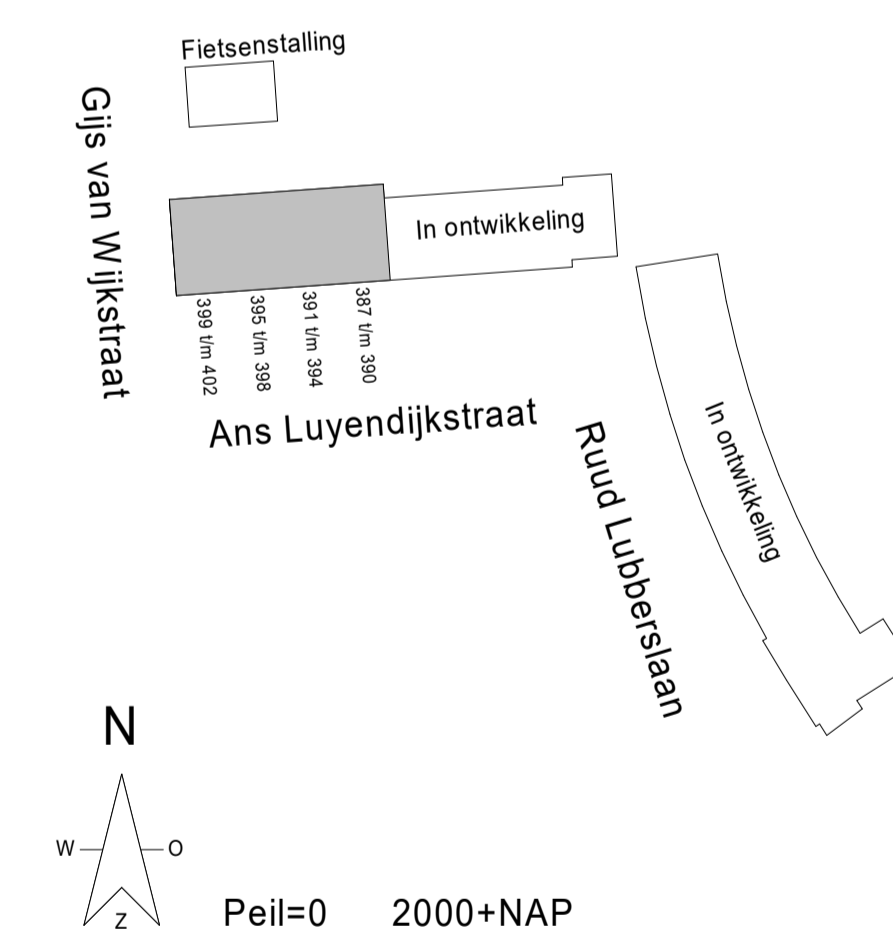 Fietsenstalling
Gijs van Wijkstraat
In ontwikkeling
399 t/m 402
395 t/m 398
391 t/m 394
387 t/m 390
Ans Luyendijkstraat
Ruud Lubberslaan
In ontwikkeling
N
W
O
Z
Peil=0 2000+NAP